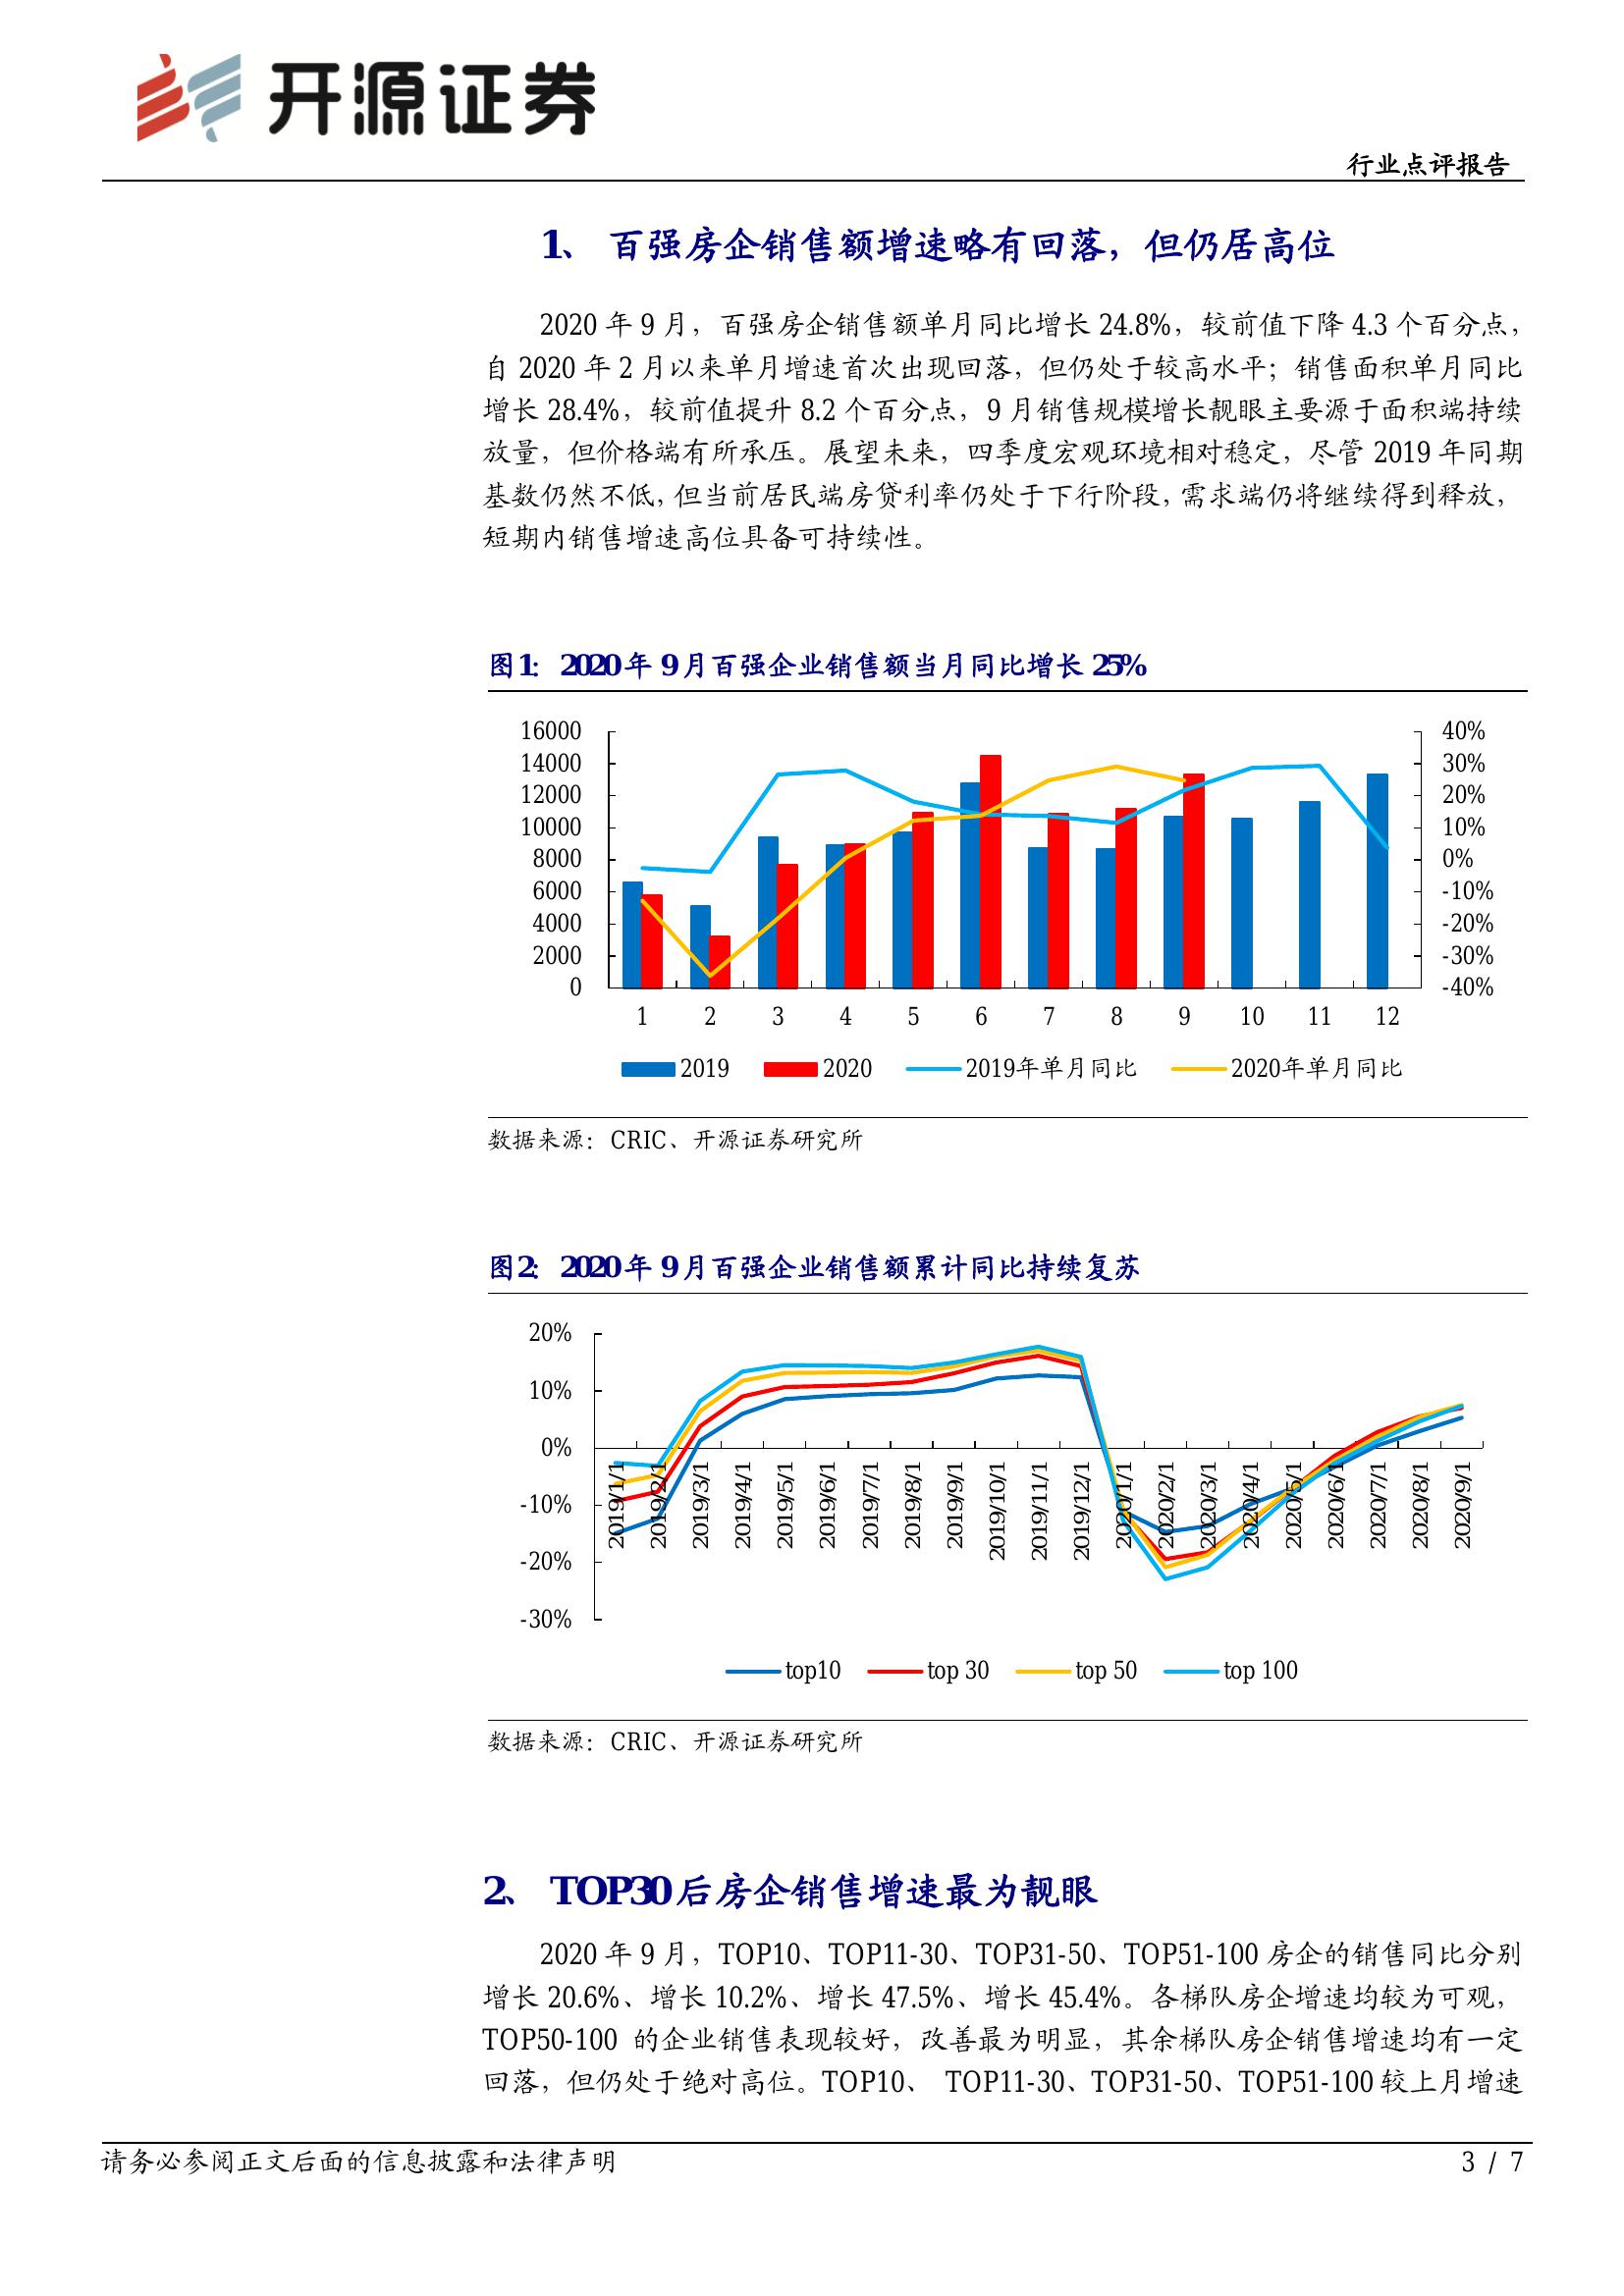 开源证券
行业点评报告
1、 百强房企销售额增速略有回落，但仍居高位
2020 年 9 月，百强房企销售额单月同比增长 24.8%，较前值下降 4.3 个百分点，
自 2020 年 2 月以来单月增速首次出现回落，但仍处于较高水平；销售面积单月同比
增长 28.4%，较前值提升 8.2 个百分点，9 月销售规模增长靓眼主要源于面积端持续
放量，但价格端有所承压。展望未来，四季度宏观环境相对稳定，尽管 2019 年同期
基数仍然不低，但当前居民端房贷利率仍处于下行阶段，需求端仍将继续得到释放，
短期内销售增速高位具备可持续性。
图1： 2020 年 9 月百强企业销售额当月同比增长 25%
16000 40%
14000 30%
12000 20%
10000 10%
8000 0%
6000 -10%
4000 -20%
2000 -30%
0 -40%
1 2 3 4 5 6 7 8 9 10 11 12
2019 2020 2019年单月同比 2020年单月同比
数据来源：CRIC、开源证券研究所
图2： 2020 年 9 月百强企业销售额累计同比持续复苏
20%
10%
0%
-10%
-20%
-30%
2019/1/1 2019/2/1 2019/3/1 2019/4/1 2019/5/1 2019/6/1 2019/7/1 2019/8/1 2019/9/1 2019/10/1 2019/11/1 2019/12/1 2020/1/1 2020/2/1 2020/3/1 2020/4/1 2020/5/1 2020/6/1 2020/7/1 2020/8/1 2020/9/1
top10 top 30 top 50 top 100
数据来源：CRIC、开源证券研究所
2、 TOP30 后房企销售增速最为靓眼
2020 年 9 月，TOP10、TOP11-30、TOP31-50、TOP51-100 房企的销售同比分别
增长 20.6%、增长 10.2%、增长 47.5%、增长 45.4%。各梯队房企增速均较为可观，
TOP50-100 的企业销售表现较好，改善最为明显，其余梯队房企销售增速均有一定
回落，但仍处于绝对高位。TOP10、 TOP11-30、TOP31-50、TOP51-100 较上月增速
请务必参阅正文后面的信息披露和法律声明
3 / 7